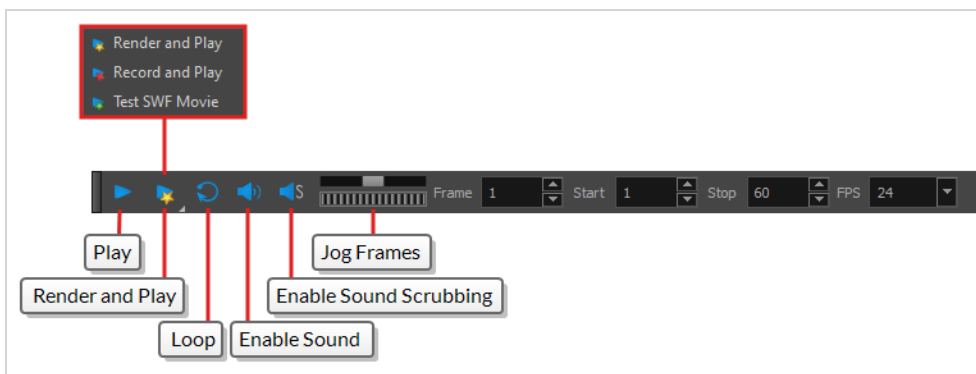 Render and Play
Record and Play
Test SWF Movie
S Frame 1 Start 1 Stop 60 FPS 24
Play Jog Frames
Render and Play Enable Sound Scrubbing
Loop Enable Sound